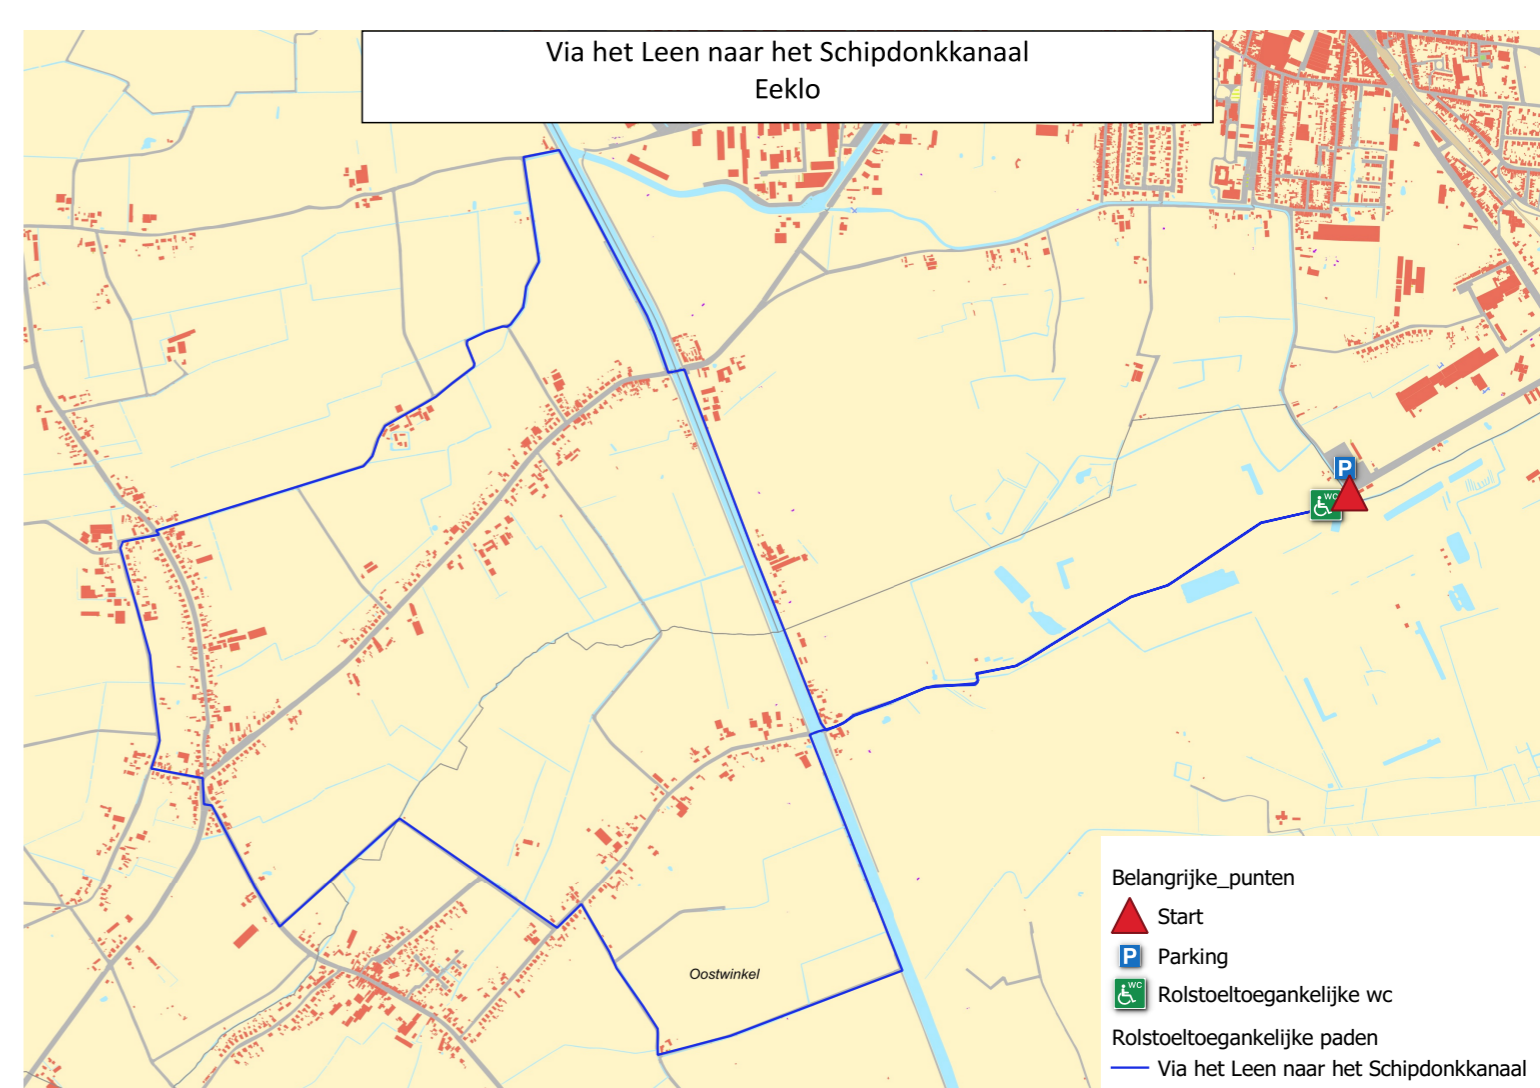 Via het Leen naar het Schipdonkkanaal
Eeklo
P
WC
Oostwinkel
Belangrijke_punten
Start
P Parking
WC Rolstoeltoegankelijke wc
Rolstoeltoegankelijke paden
Via het Leen naar het Schipdonkkanaal